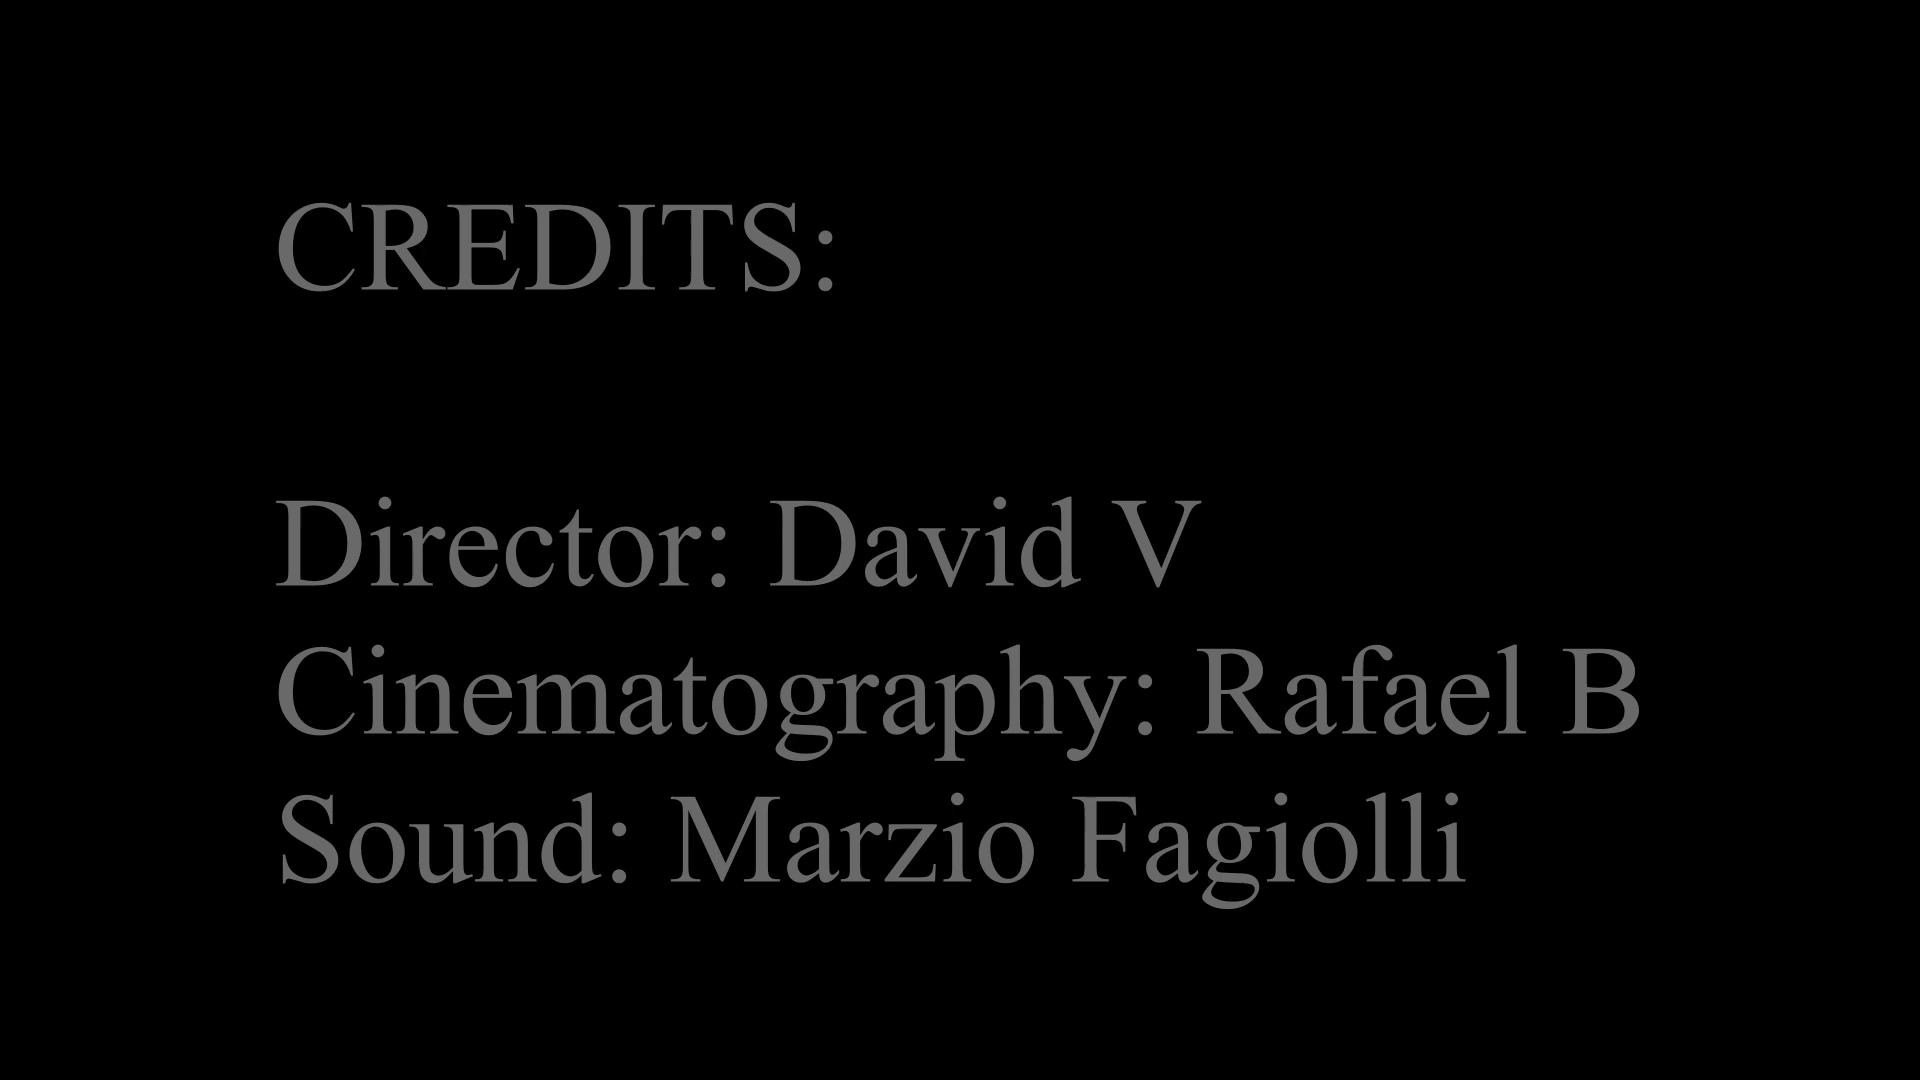 CREDITS:
Director: David V
Cinematography: Rafael B
Sound: Marzio Fagiolli